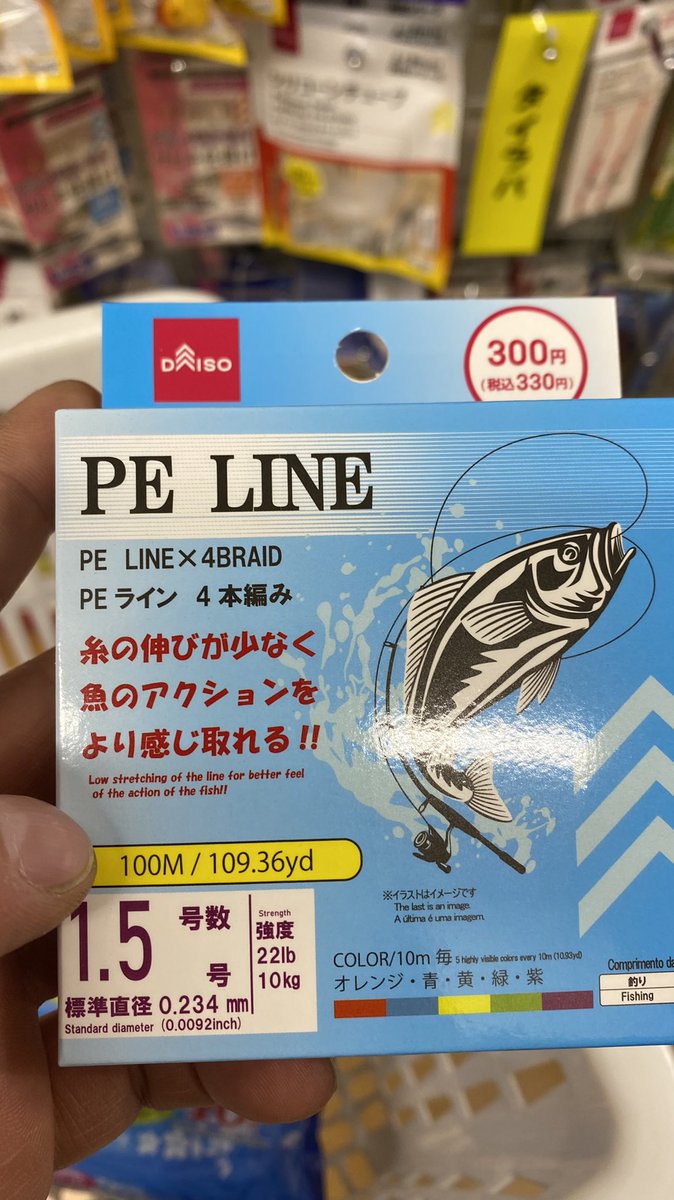 タイラバ
DAISO
300円
(税込330円)
PE LINE
PE LINE×4BRAID
PEライン 4本編み
糸の伸びが少なく
魚のアクションを
より感じ取れる!!
Low stretching of the line for better feel
of the action of the fish!!
100M / 109.36yd
1.5 号数
号
Strength
強度
22lb
10kg
標準直径 0.234 mm
Standard diameter (0.0092inch)
※イラストはイメージです
The last is an image.
A última é uma imagem.
COLOR/10m 毎 5 highly visible colors every 10m (10.93yd)
オレンジ・青・黄・緑・紫
Comprimento da
釣り
Fishing